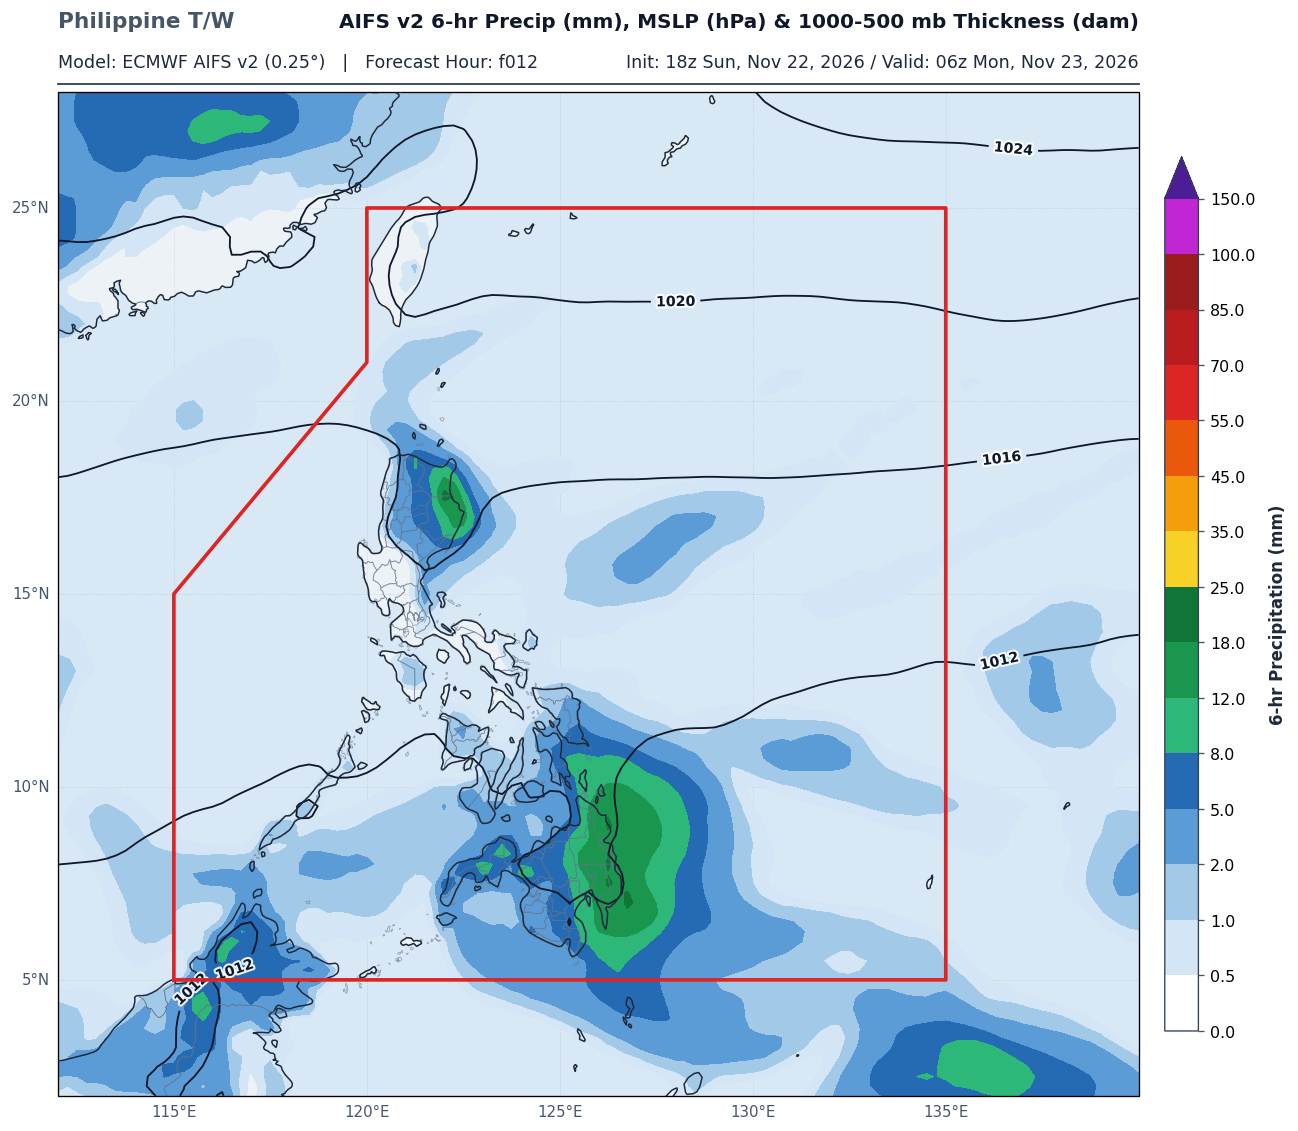 Philippine T/W
AIFS v2 6-hr Precip (mm), MSLP (hPa) & 1000-500 mb Thickness (dam)
Model: ECMWF AIFS v2 (0.25°) | Forecast Hour: f012
Init: 18z Sun, Nov 22, 2026 / Valid: 06z Mon, Nov 23, 2026
1024
1020
1016
1012
1012
1012
25°N
20°N
15°N
10°N
5°N
115°E
120°E
125°E
130°E
135°E
150.0
100.0
85.0
70.0
55.0
45.0
35.0
25.0
18.0
12.0
8.0
5.0
2.0
1.0
0.5
0.0
6-hr Precipitation (mm)